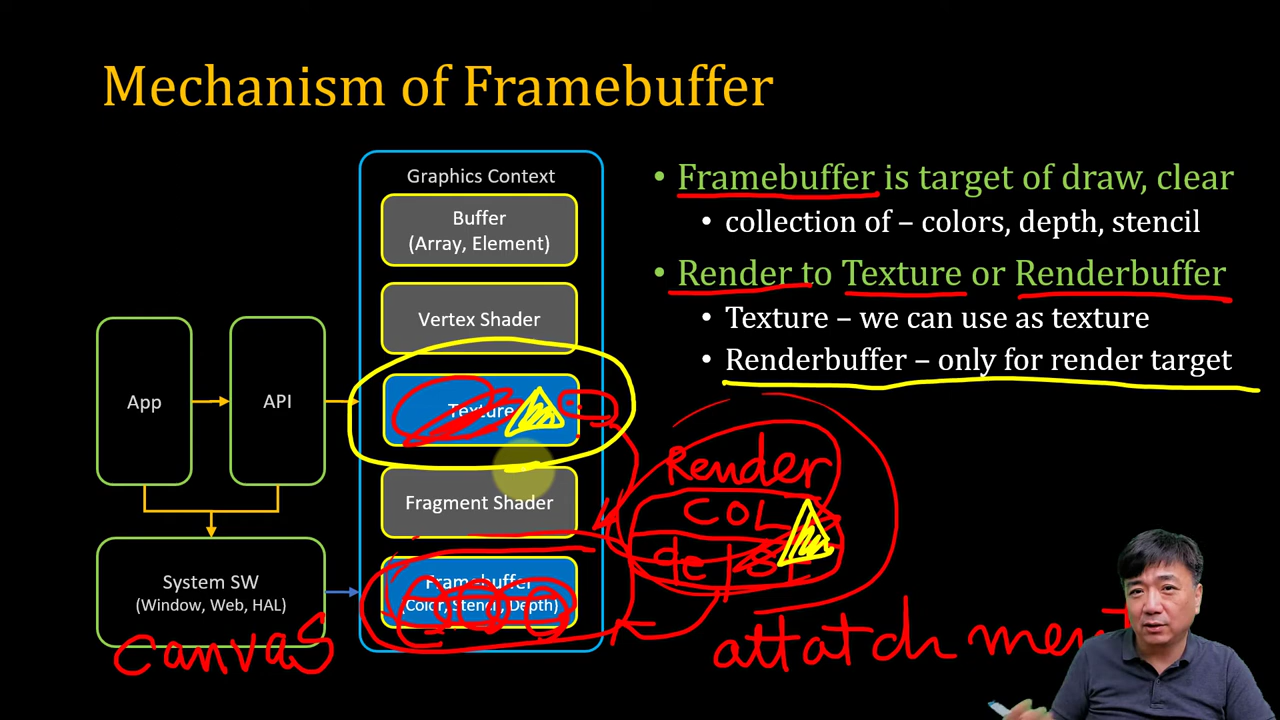 Mechanism of Framebuffer
Graphics Context
Buffer
(Array, Element)
Vertex Shader
Texture
Fragment Shader
Framebuffer
(Color, Stencil, Depth)
App
API
System SW
(Window, Web, HAL)
canvas
• Framebuffer is target of draw, clear
• collection of – colors, depth, stencil
• Render to Texture or Renderbuffer
• Texture – we can use as texture
• Renderbuffer – only for render target
Render
COL